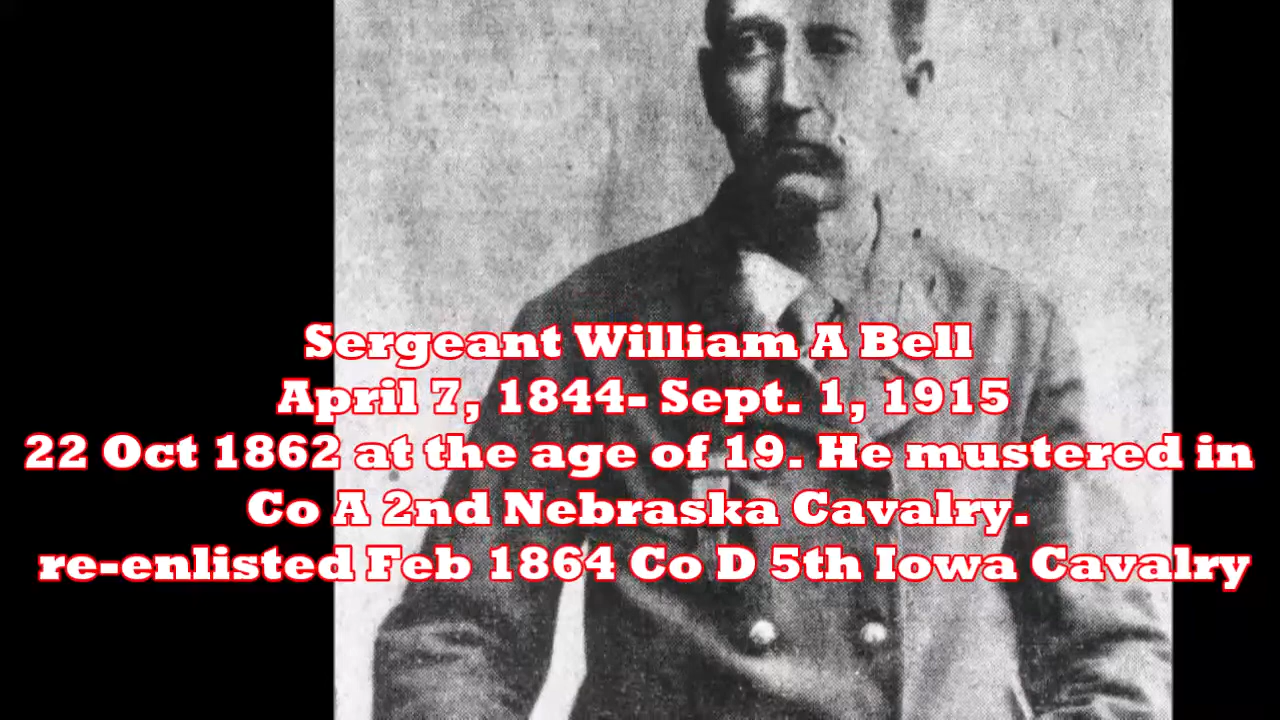 Sergeant William A Bell
April 7, 1844- Sept. 1, 1915
22 Oct 1862 at the age of 19. He mustered in
Co A 2nd Nebraska Cavalry.
re-enlisted Feb 1864 Co D 5th Iowa Cavalry